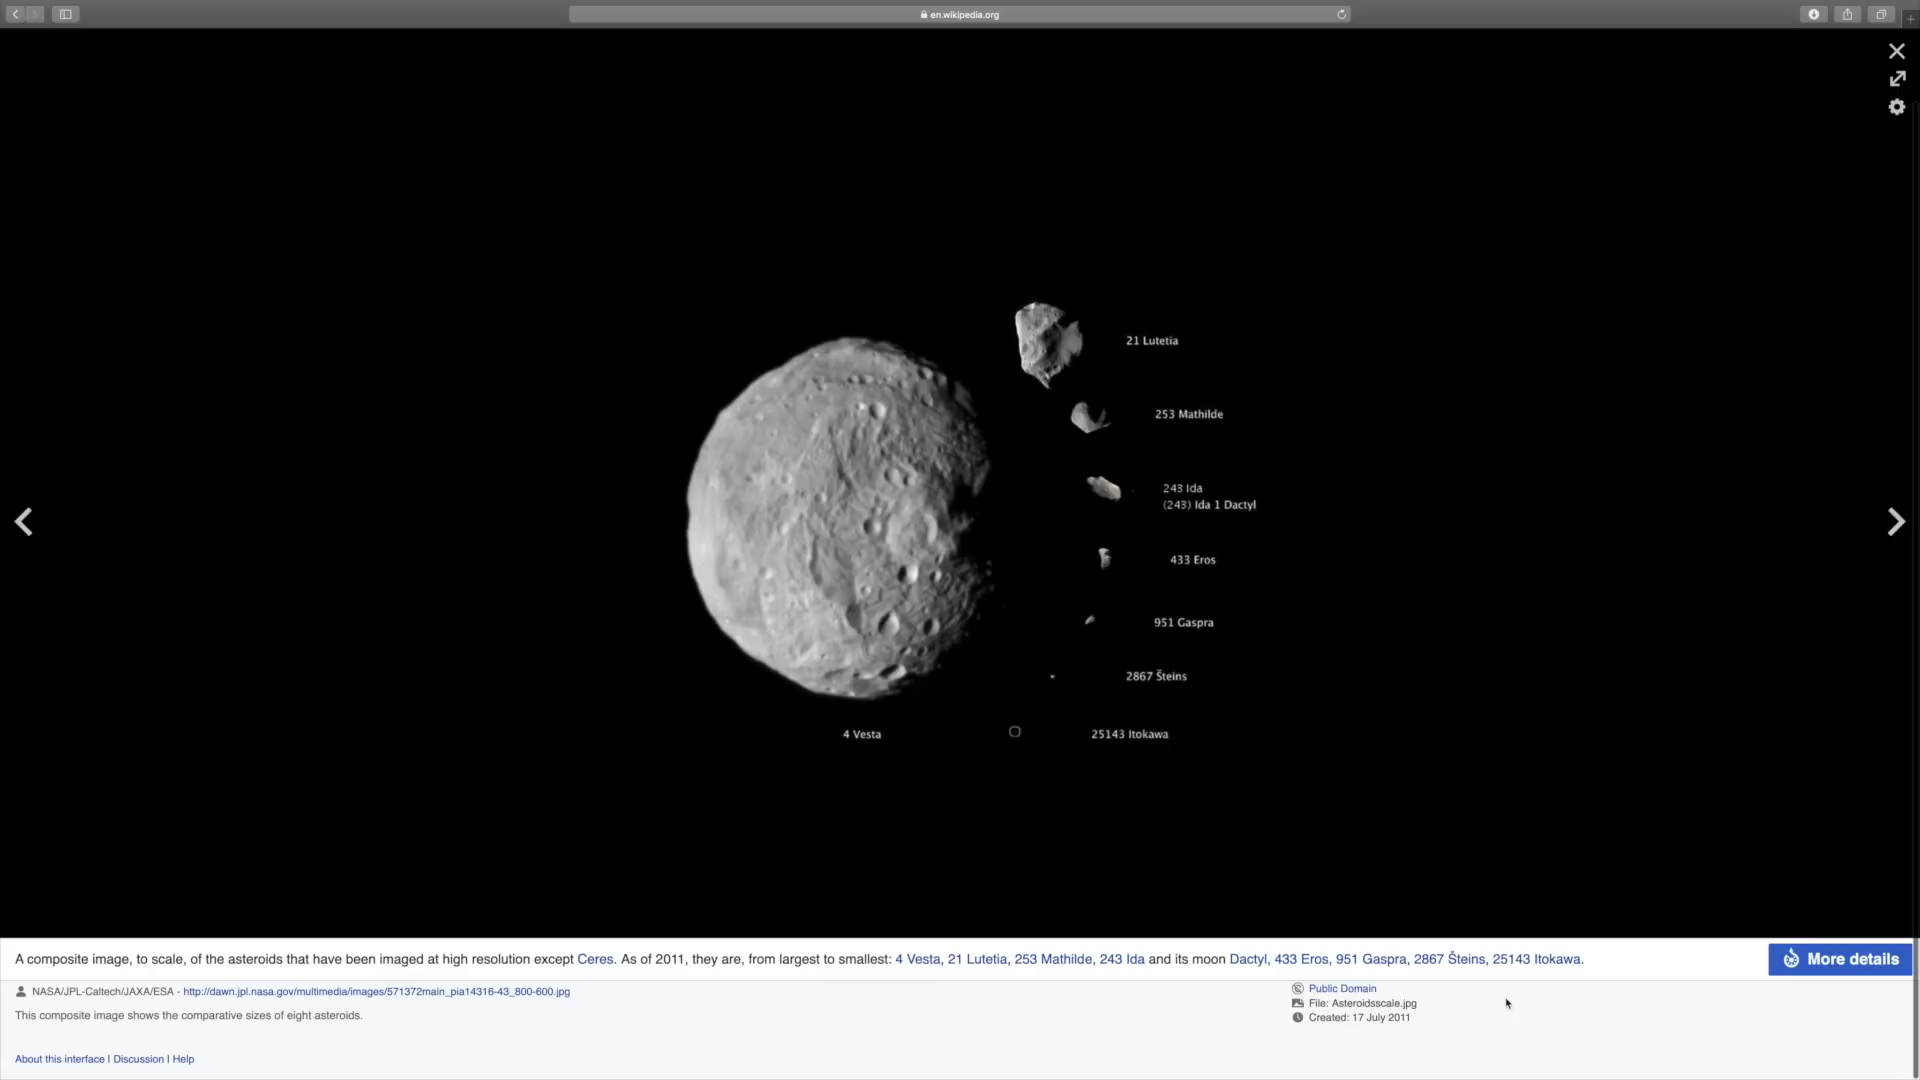 en.wikipedia.org
21 Lutetia
253 Mathilde
243 Ida
(243) Ida 1 Dactyl
433 Eros
951 Gaspra
2867 Šteins
4 Vesta
25143 Itokawa
A composite image, to scale, of the asteroids that have been imaged at high resolution except Ceres. As of 2011, they are, from largest to smallest: 4 Vesta, 21 Lutetia, 253 Mathilde, 243 Ida and its moon Dactyl, 433 Eros, 951 Gaspra, 2867 Šteins, 25143 Itokawa.
More details
NASA/JPL-Caltech/JAXA/ESA - http://dawn.jpl.nasa.gov/multimedia/images/571372main_pia14316-43_800-600.jpg
Public Domain
File: Asteroidsscale.jpg
This composite image shows the comparative sizes of eight asteroids.
Created: 17 July 2011
About this interface | Discussion | Help